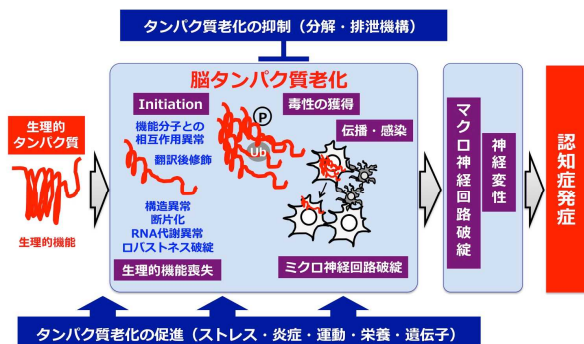 タンパク質老化の抑制（分解・排泄機構）
脳タンパク質老化
生理的
タンパク質
生理的機能
Initiation
機能分子との
相互作用異常
翻訳後修飾
構造異常
断片化
RNA代謝異常
ロバストネス破綻
生理的機能喪失
P
Ub
毒性の獲得
伝播・感染
ミクロ神経回路破綻
マクロ神経回路破綻
神経変性
認知症発症
タンパク質老化の促進（ストレス・炎症・運動・栄養・遺伝子）